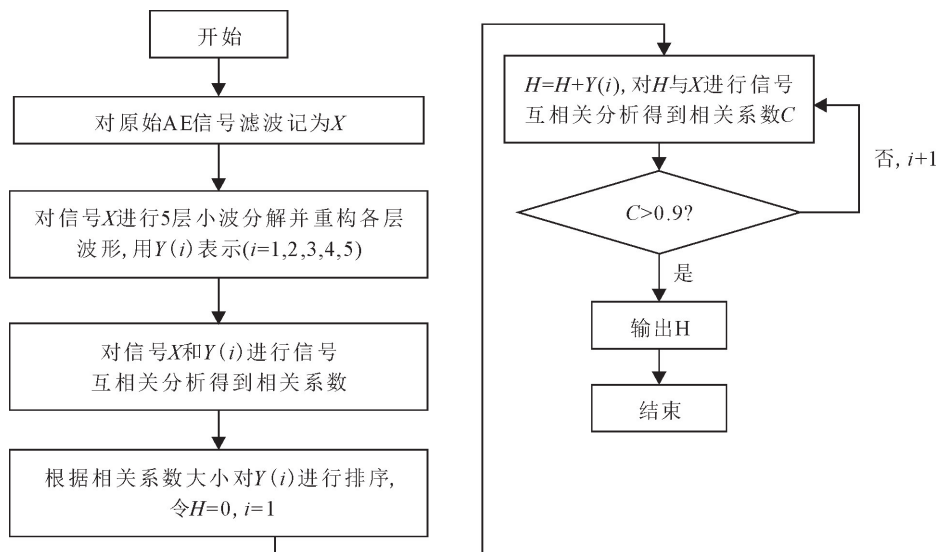 开始
对原始AE信号滤波记为X
对信号X进行5层小波分解并重构各层
波形,用Y(i)表示(i=1,2,3,4,5)
对信号X和Y(i)进行信号
互相关分析得到相关系数
根据相关系数大小对Y(i)进行排序,
令H=0, i=1
H=H+Y(i),对H与X进行信号
互相关分析得到相关系数C
否, i+1
C>0.9?
是
输出H
结束